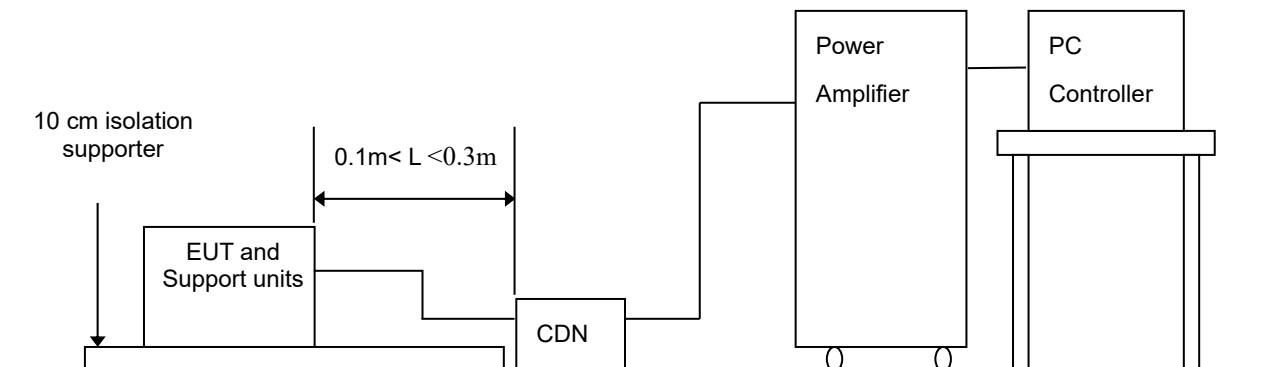 Power
Amplifier
PC
Controller
10 cm isolation
supporter
0.1m< L <0.3m
EUT and
Support units
CDN